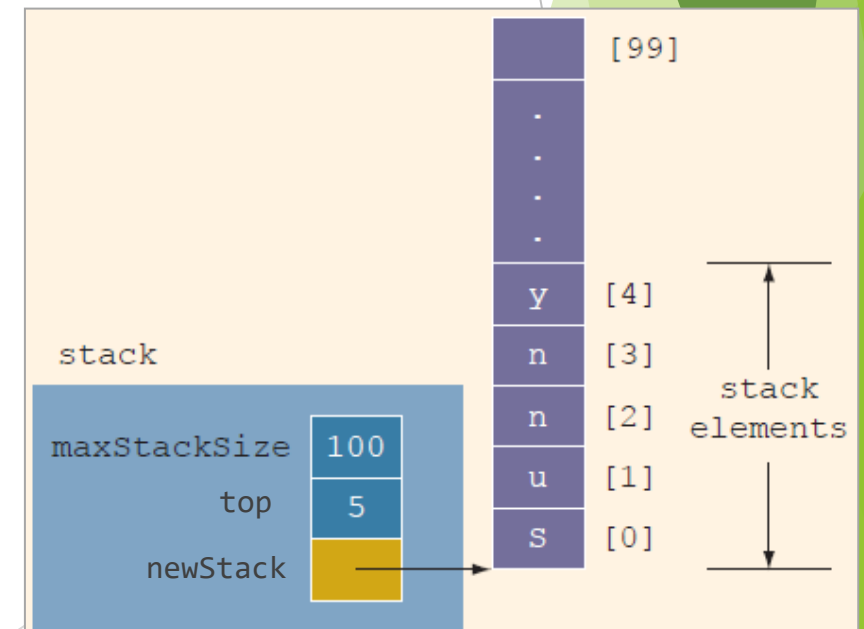 [99]
.
.
.
.
y [4]
n [3]
stack
n [2]
stack
elements
maxStackSize 100
u [1]
top 5
S [0]
newStack